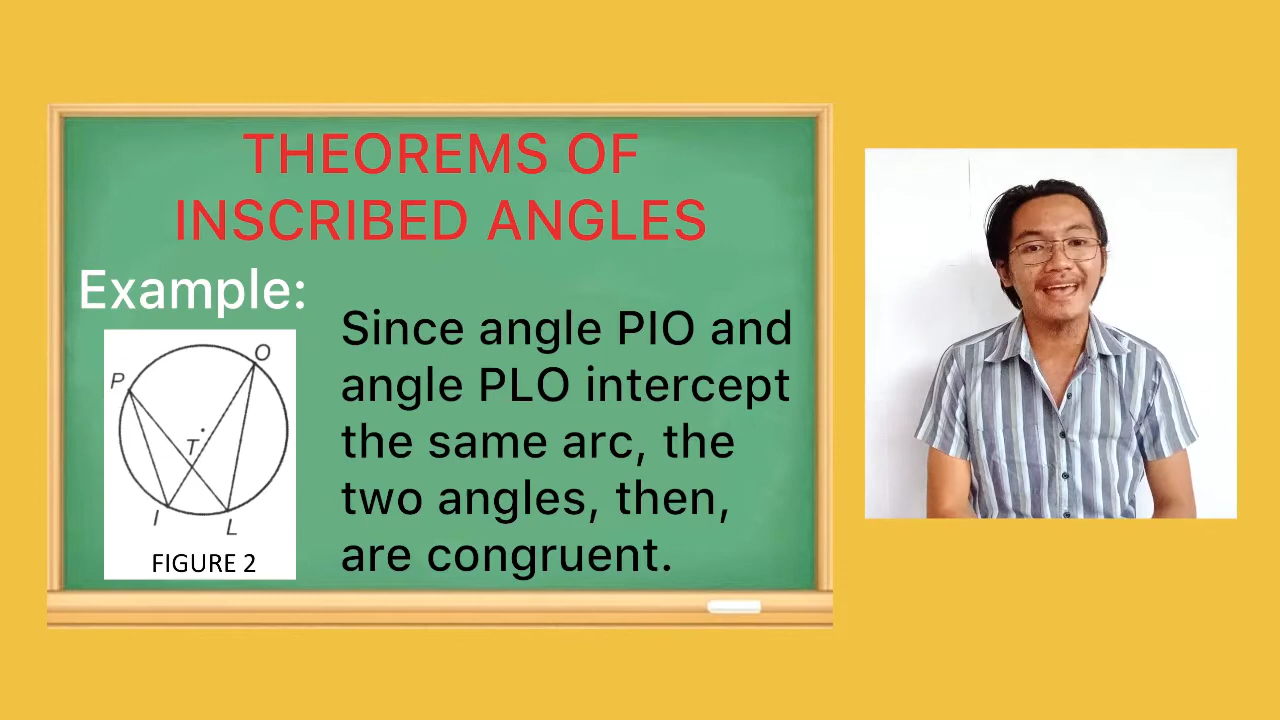 THEOREMS OF
INSCRIBED ANGLES
Example:
Since angle PIO and
angle PLO intercept
the same arc, the
two angles, then,
are congruent.
O
P
T
I
L
FIGURE 2